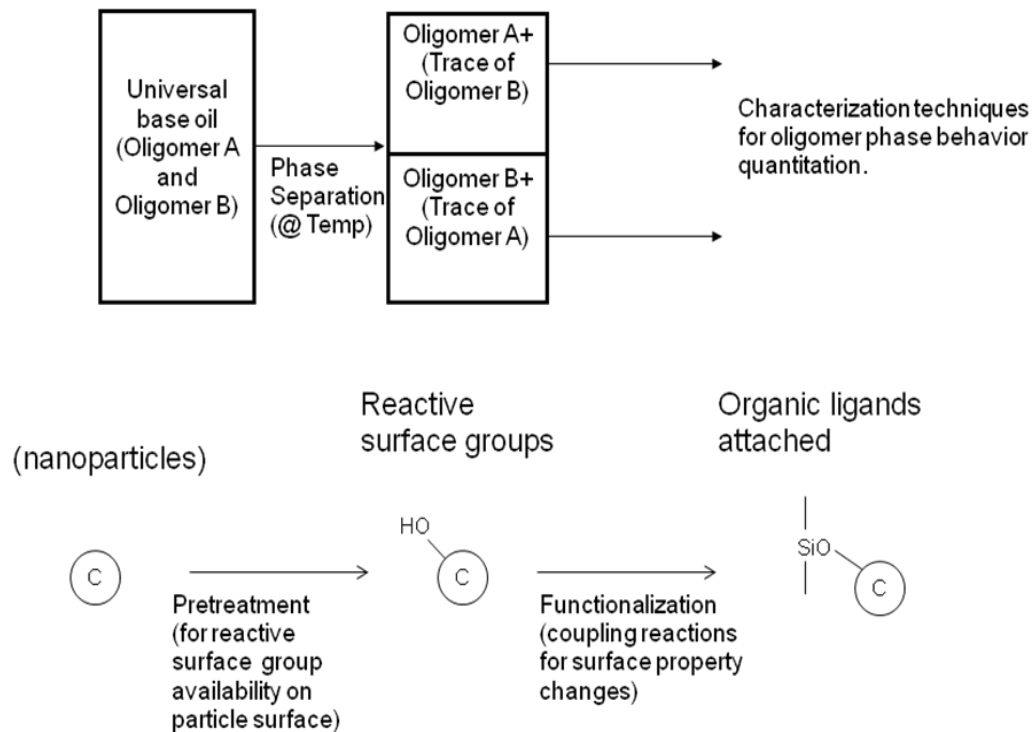 Universal
base oil
(Oligomer A
and
Oligomer B)
Phase
Separation
(@ Temp)
Oligomer A+
(Trace of
Oligomer B)
Oligomer B+
(Trace of
Oligomer A)
Characterization techniques
for oligomer phase behavior
quantitation.
(nanoparticles)
Reactive
surface groups
Organic ligands
attached
C
Pretreatment
(for reactive
surface group
availability on
particle surface)
HO
C
Functionalization
(coupling reactions
for surface property
changes)
SiO
C